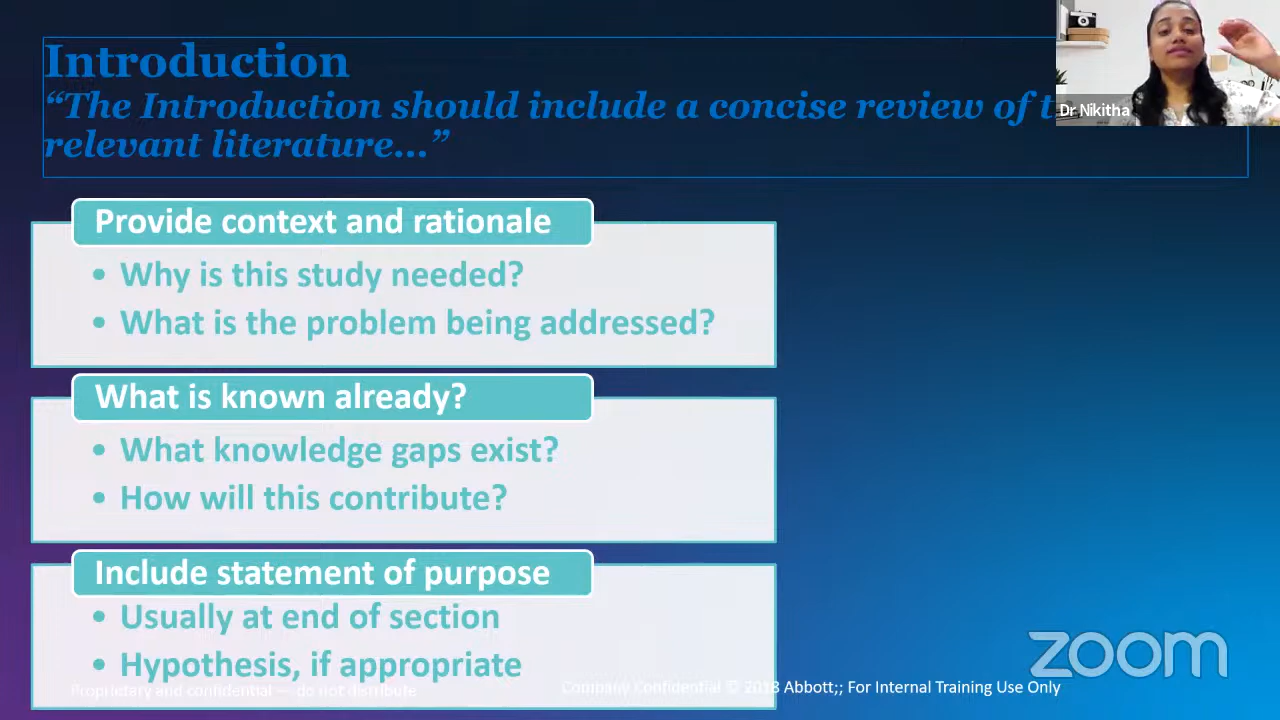 Introduction
“The Introduction should include a concise review of
relevant literature…”
Dr Nikitha
Provide context and rationale
• Why is this study needed?
• What is the problem being addressed?
What is known already?
• What knowledge gaps exist?
• How will this contribute?
Include statement of purpose
• Usually at end of section
• Hypothesis, if appropriate
Proprietary and confidential — do not distribute
Company Confidential © 2018 Abbott;; For Internal Training Use Only
zoom